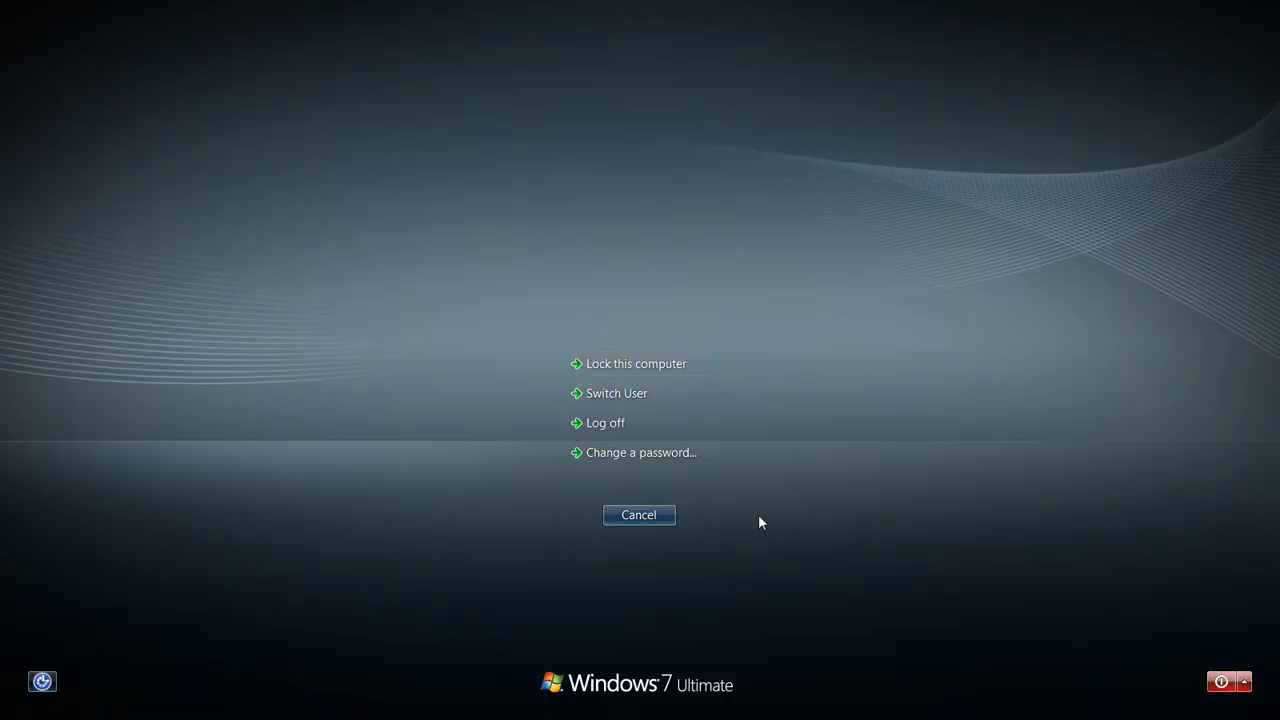 Lock this computer
Switch User
Log off
Change a password...
Cancel
Windows 7 Ultimate